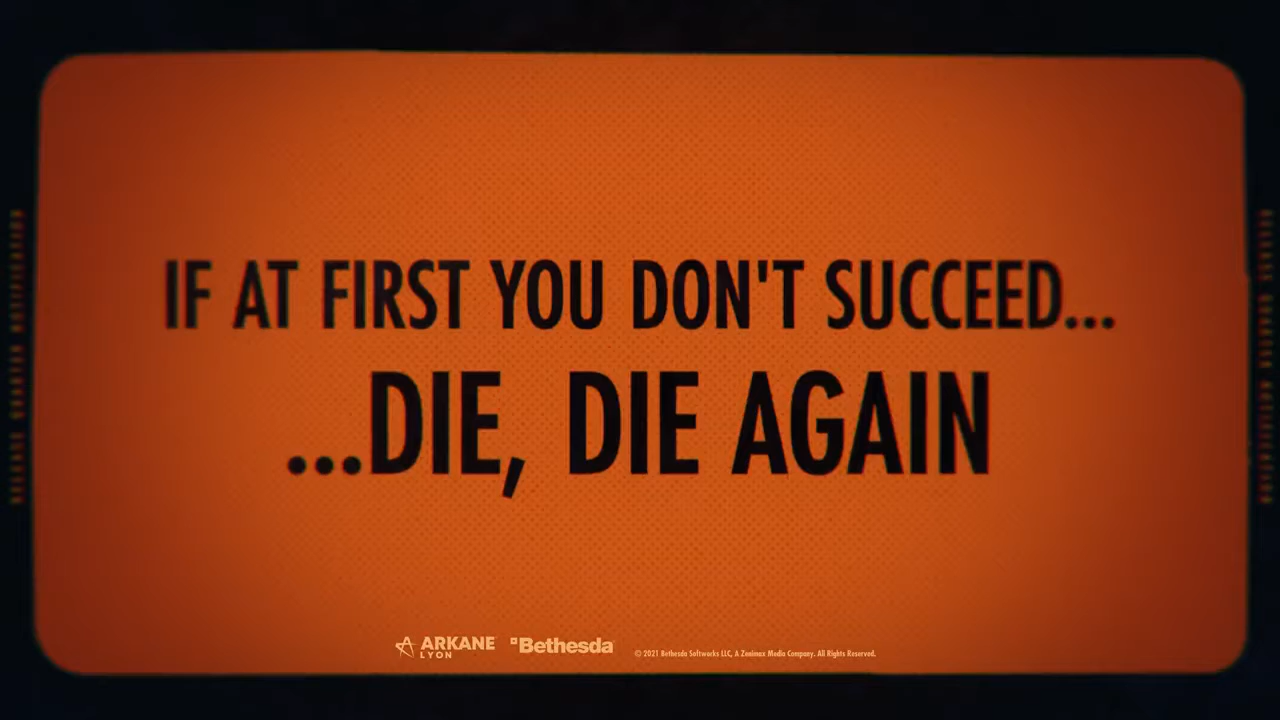 IF AT FIRST YOU DON'T SUCCEED...
...DIE, DIE AGAIN
ARKANE
LYON
Bethesda
© 2021 Bethesda Softworks LLC, A Zenimax Media Company. All Rights Reserved.